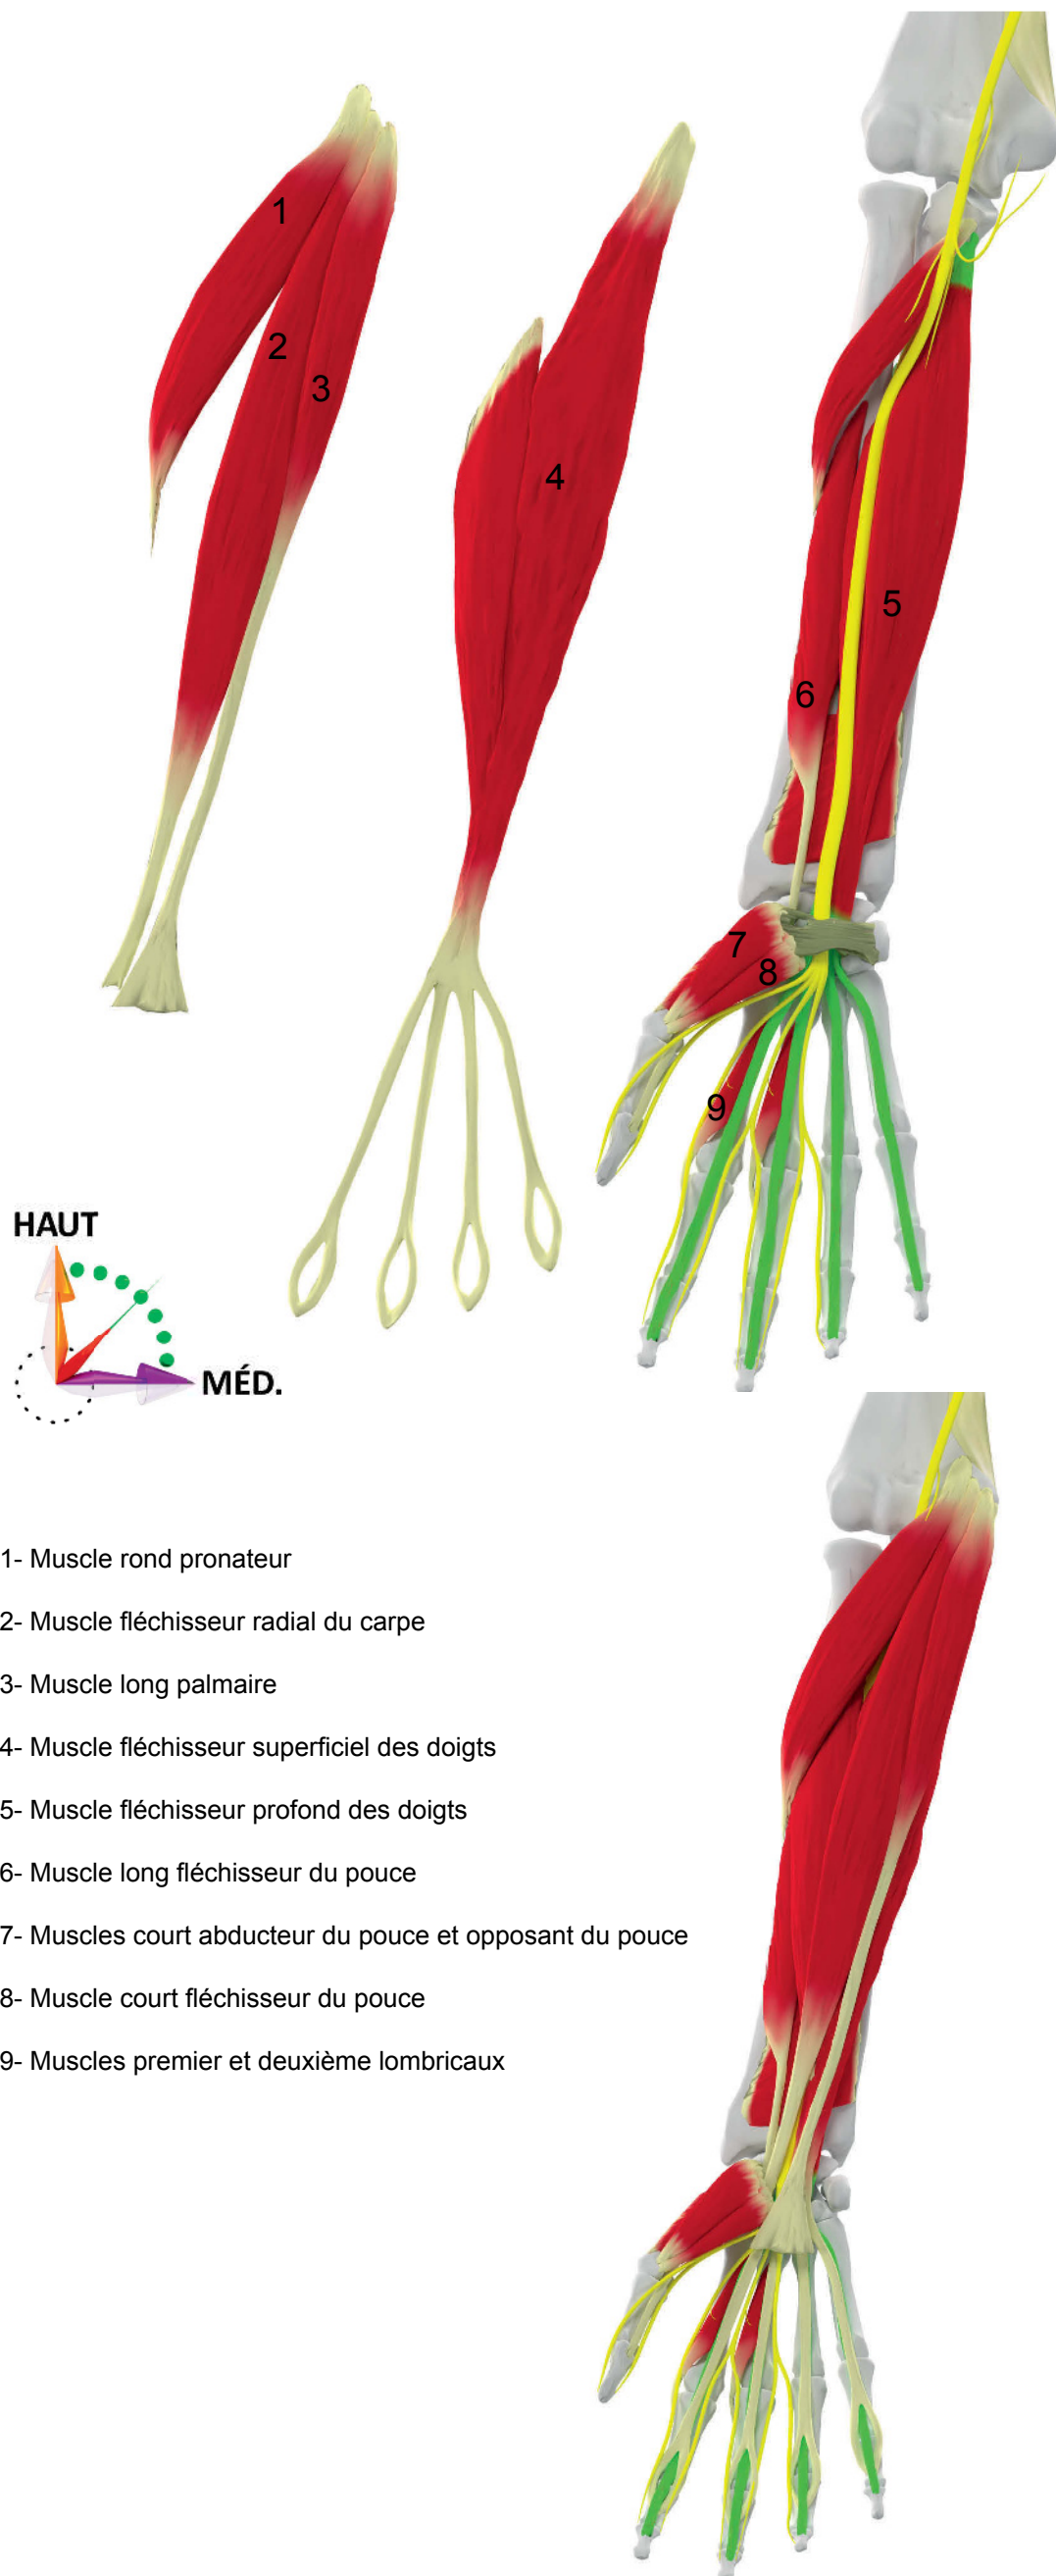 1
2
3
4
5
6
7
8
9
HAUT
MÉD.
1- Muscle rond pronateur
2- Muscle fléchisseur radial du carpe
3- Muscle long palmaire
4- Muscle fléchisseur superficiel des doigts
5- Muscle fléchisseur profond des doigts
6- Muscle long fléchisseur du pouce
7- Muscles court abducteur du pouce et opposant du pouce
8- Muscle court fléchisseur du pouce
9- Muscles premier et deuxième lombricaux